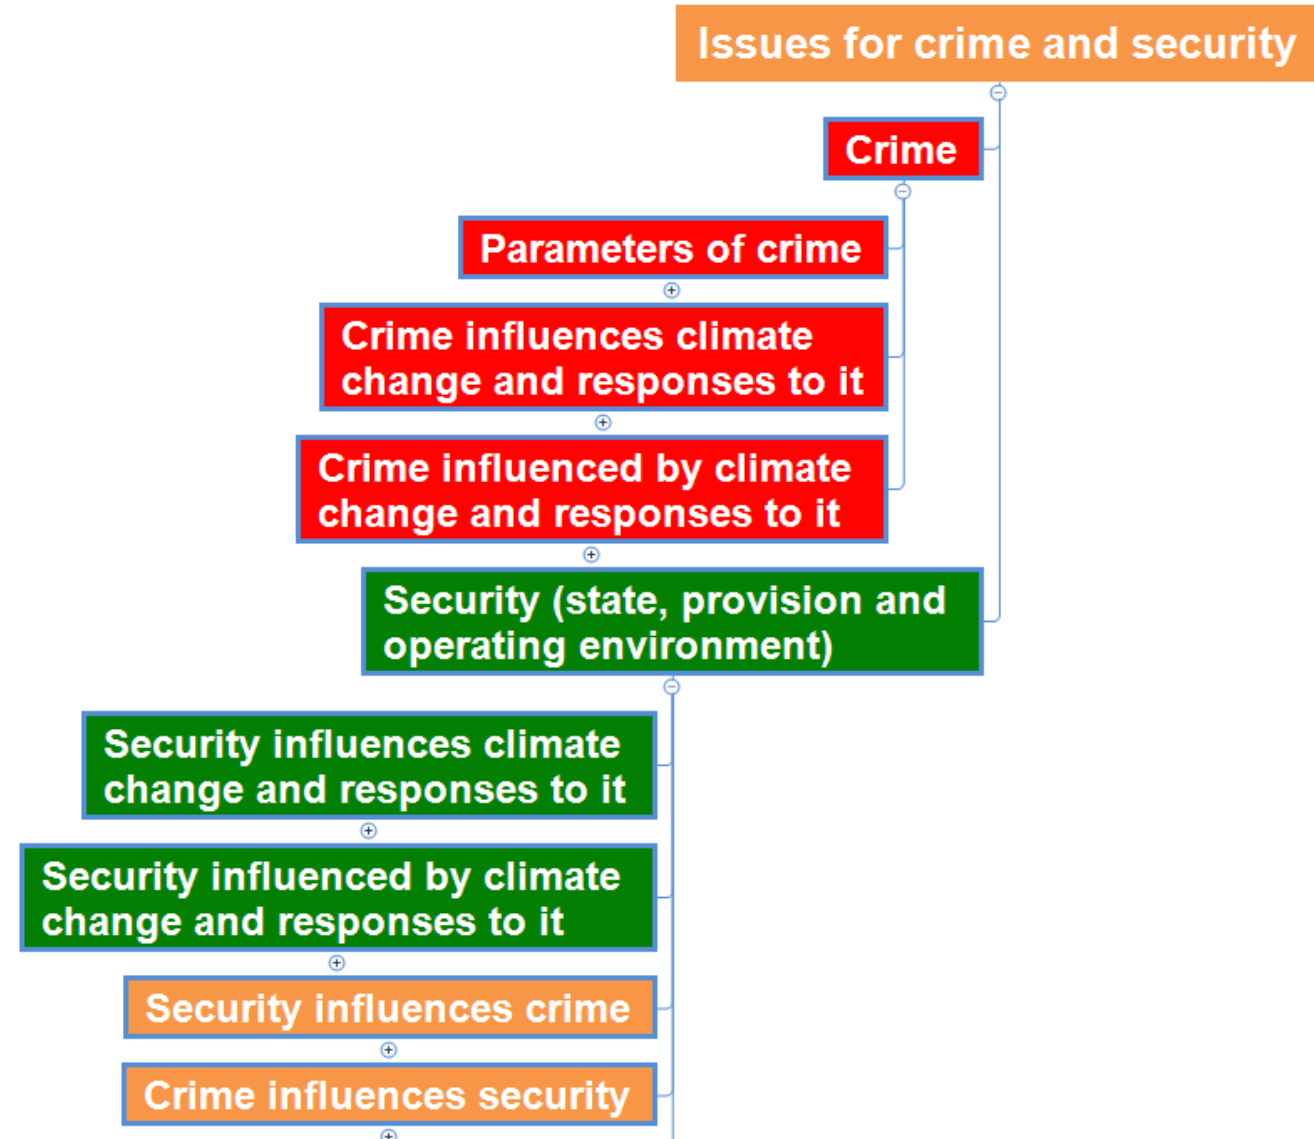 Issues for crime and security
Crime
Parameters of crime
Crime influences climate
change and responses to it
Crime influenced by climate
change and responses to it
Security (state, provision and
operating environment)
Security influences climate
change and responses to it
Security influenced by climate
change and responses to it
Security influences crime
Crime influences security